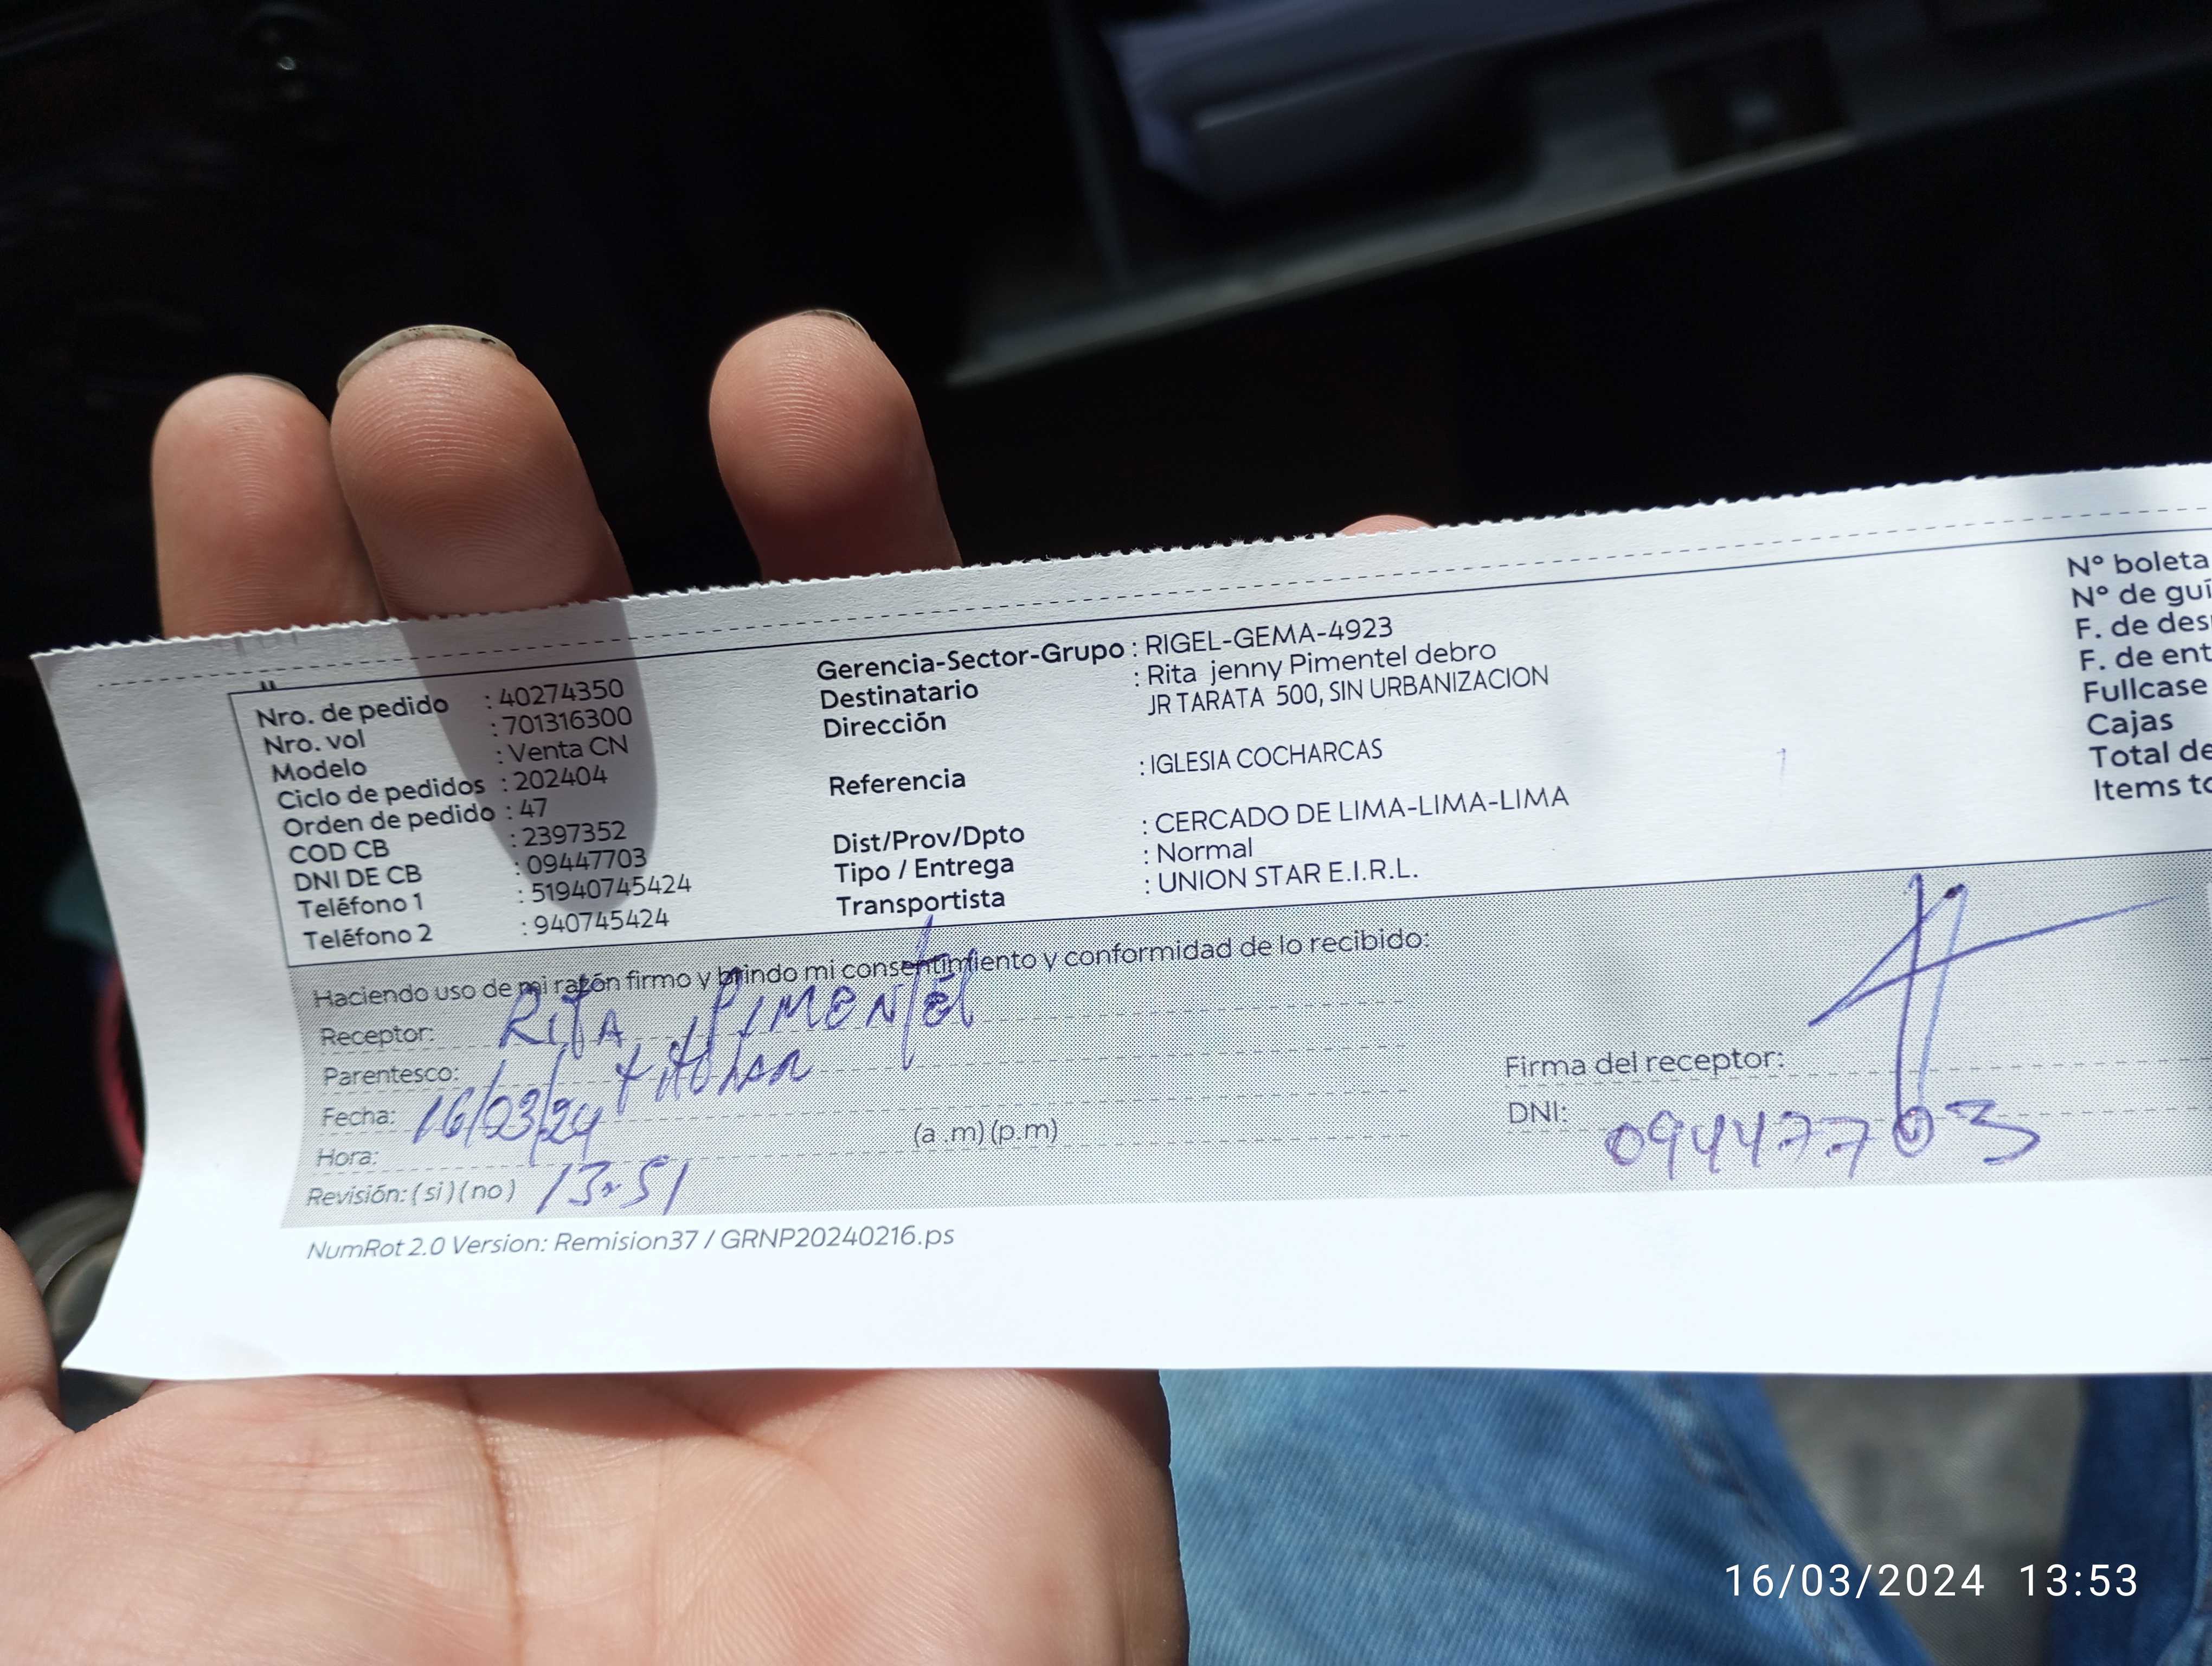 Nro. de pedido : 40274350
Nro. vol : 701316300
Modelo : Venta CN
Ciclo de pedidos : 202404
Orden de pedido : 47
COD CB : 2397352
DNI DE CB : 09447703
Teléfono 1 : 51940745424
Teléfono 2 : 940745424
Gerencia-Sector-Grupo : RIGEL-GEMA-4923
Destinatario : Rita jenny Pimentel debro
Dirección JR TARATA 500, SIN URBANIZACION
Referencia : IGLESIA COCHARCAS
Dist/Prov/Dpto : CERCADO DE LIMA-LIMA-LIMA
Tipo / Entrega : Normal
Transportista : UNION STAR E.I.R.L.
N° boleta
N° de guí
F. de des
F. de ent
Fullcase
Cajas
Total de
Items to
Haciendo uso de mi razón firmo y brindo mi consentimiento y conformidad de lo recibido:
Receptor: RITA PIMENTEL
Parentesco:
Fecha: 16/03/24
Hora: (a .m) (p.m)
Revisión: ( si ) ( no ) 13:51
Firma del receptor:
DNI: 09447703
NumRot 2.0 Version: Remision37 / GRNP20240216.ps
16/03/2024 13:53